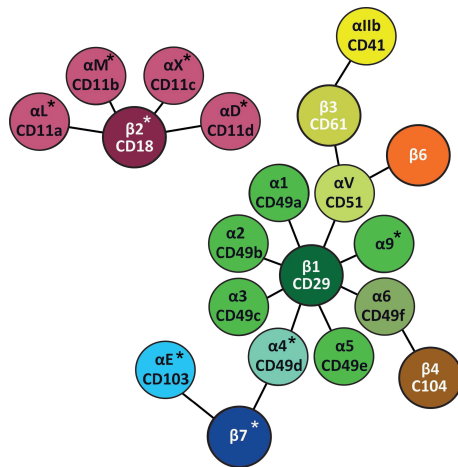 αIIb
CD41
αM*
CD11b
αX*
CD11c
αL*
CD11a
αD*
CD11d
β2*
CD18
β3
CD61
β6
α1
CD49a
αV
CD51
α2
CD49b
α9*
β1
CD29
α3
CD49c
α6
CD49f
αE*
CD103
α4*
CD49d
α5
CD49e
β4
C104
β7*